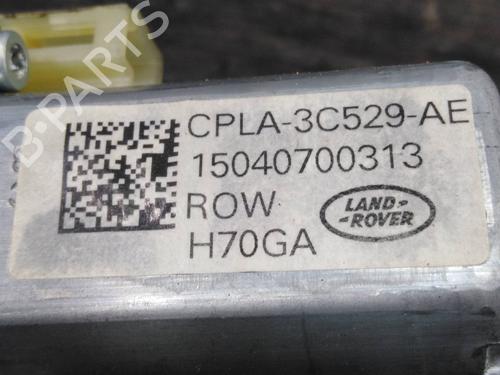 CPLA-3C529-AE
15040700313
ROW
LAND-
-ROVER
H70GA
B-PARTS